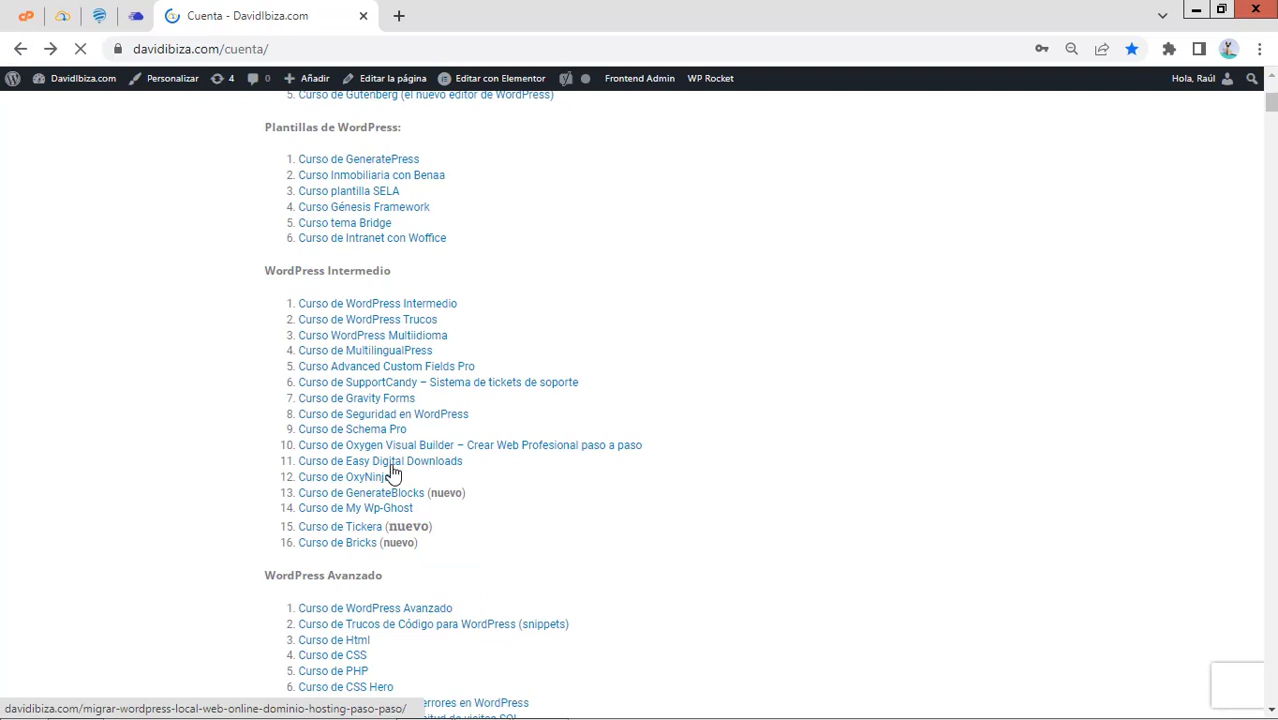 Cuenta - DavidIbiza.com
davidibiza.com/cuenta/
DavidIbiza.com Personalizar 4 0 Añadir Editar la página Editar con Elementor Frontend Admin WP Rocket Hola, Raúl
5. Curso de Gutenberg (el nuevo editor de WordPress)
Plantillas de WordPress:
1. Curso de GeneratePress
2. Curso Inmobiliaria con Benaa
3. Curso plantilla SELA
4. Curso Génesis Framework
5. Curso tema Bridge
6. Curso de Intranet con Woffice
WordPress Intermedio
1. Curso de WordPress Intermedio
2. Curso de WordPress Trucos
3. Curso WordPress Multiidioma
4. Curso de MultilingualPress
5. Curso Advanced Custom Fields Pro
6. Curso de SupportCandy – Sistema de tickets de soporte
7. Curso de Gravity Forms
8. Curso de Seguridad en WordPress
9. Curso de Schema Pro
10. Curso de Oxygen Visual Builder – Crear Web Profesional paso a paso
11. Curso de Easy Digital Downloads
12. Curso de OxyNinja
13. Curso de GenerateBlocks (nuevo)
14. Curso de My Wp-Ghost
15. Curso de Tickera (nuevo)
16. Curso de Bricks (nuevo)
WordPress Avanzado
1. Curso de WordPress Avanzado
2. Curso de Trucos de Código para WordPress (snippets)
3. Curso de Html
4. Curso de CSS
5. Curso de PHP
6. Curso de CSS Hero
errores en WordPress
davidibiza.com/migrar-wordpress-local-web-online-dominio-hosting-paso-paso/